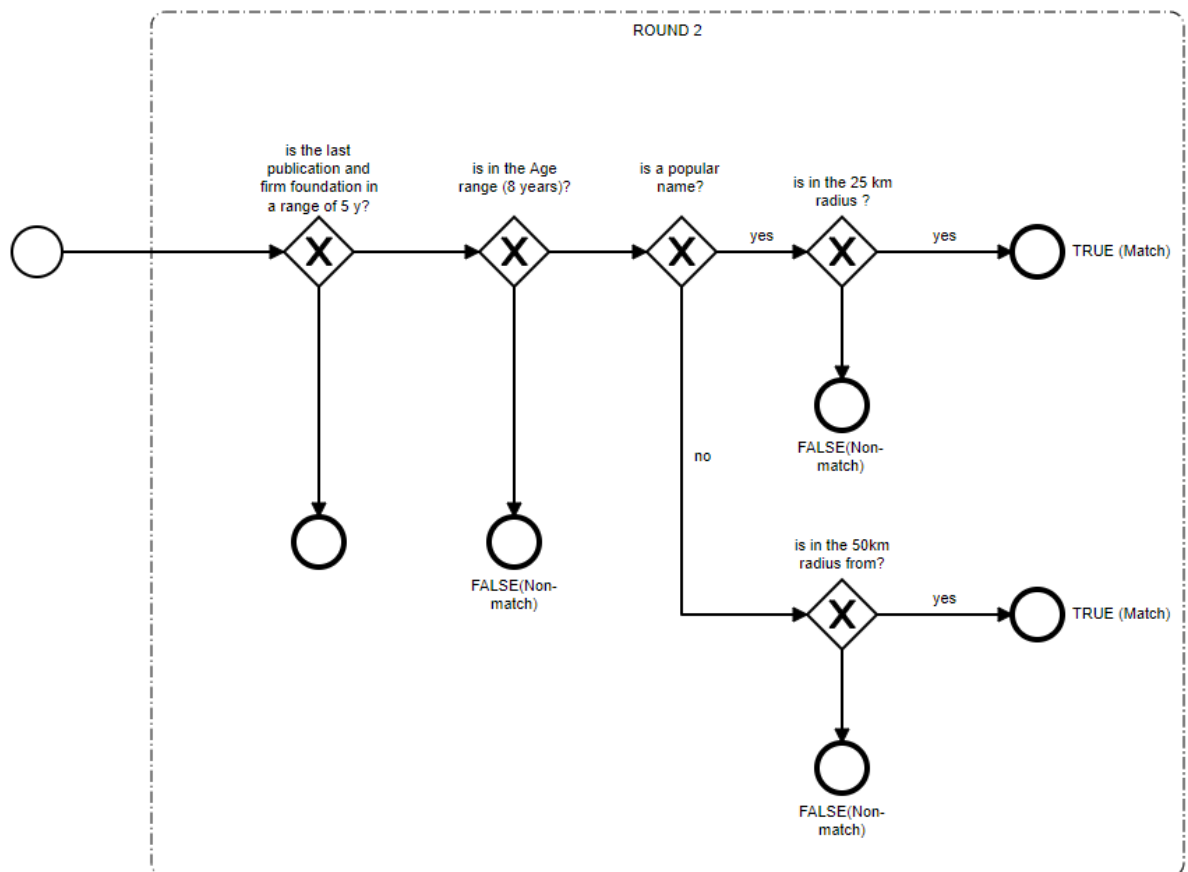 ROUND 2
is the last
publication and
firm foundation in
a range of 5 y?
is in the Age
range (8 years)?
is a popular
name?
is in the 25 km
radius ?
yes
yes
TRUE (Match)
FALSE(Non-
match)
no
is in the 50km
radius from?
FALSE(Non-
match)
yes
TRUE (Match)
FALSE(Non-
match)